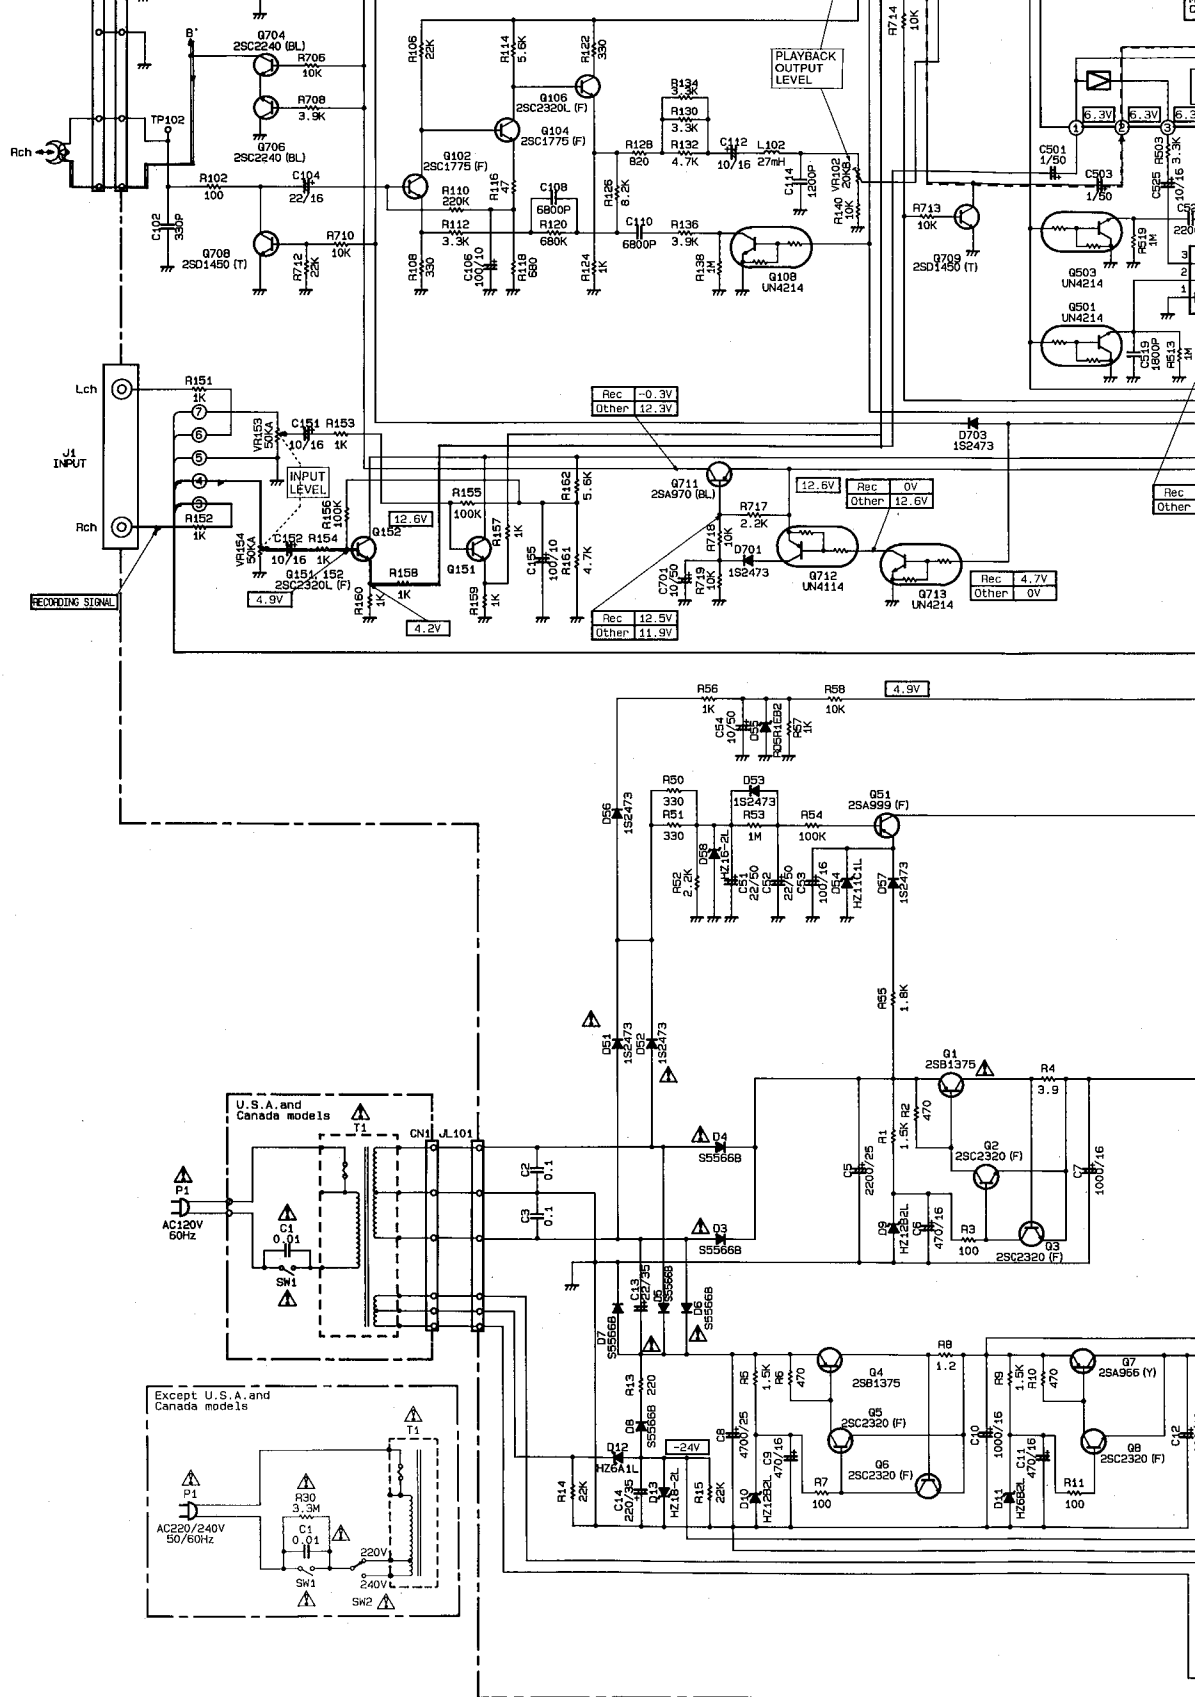 Q704
2SC2240 (BL)
B'
R706
10K
R708
3.9K
TP102
Q706
2SC2240 (BL)
Rch
R102
100
C104
22/16
C102
330P
Q708
2SD1450 (T)
R710
10K
R712
22K
R106
22K
R114
5.6K
R122
330
Q106
2SC2320L (F)
Q104
2SC1775 (F)
Q102
2SC1775 (F)
R110
220K
R116
47
C108
6800P
R112
3.3K
R120
680K
R108
330
C106
100/10
R118
680
R124
1K
R126
8.2K
C110
6800P
R128
820
R134
3.3K
R130
3.3K
R132
4.7K
R136
3.9K
R138
1M
C112
10/16
L102
27mH
C114
1200P
PLAYBACK
OUTPUT
LEVEL
VR102
20KB
R140
10K
Q108
UN4214
R714
10K
R713
10K
Q709
2SD1450 (T)
6.3V
6.3V
6.3
1
2
3
C501
1/50
C503
1/50
R503
3.3K
C525
10/16
R519
1M
Q503
UN4214
Q501
UN4214
C519
1800P
R513
1M
3
2
1
Lch
J1
INPUT
Rch
R151
1K
7
6
5
4
3
R152
1K
VR153
50KA
C151
10/16
R153
1K
INPUT
LEVEL
R156
100K
VR154
50KA
C152
10/16
R154
1K
Q151, 152
2SC2320L (F)
4.9V
Q152
12.6V
R155
100K
Q151
R157
1K
R158
1K
R160
1K
R159
1K
4.2V
C155
100/10
R162
5.6K
R161
4.7K
RECORDING SIGNAL
Rec -0.3V
Other 12.3V
Q711
2SA970 (BL)
R717
2.2K
R718
10K
D701
1S2473
C701
10/50
R719
10K
Rec 12.5V
Other 11.9V
12.6V
Rec 0V
Other 12.6V
Q712
UN4114
Q713
UN4214
Rec 4.7V
Other 0V
D703
1S2473
Rec
Other
R56
1K
C54
10/50
D55
RD5R1EB2
R57
1K
R58
10K
4.9V
D56
1S2473
R50
330
R51
330
R52
2.2K
D58
HZ16-2L
D53
1S2473
R53
1M
C51
22/50
C52
22/50
R54
100K
C53
100/16
D54
HZ11C1L
Q51
2SA999 (F)
D57
1S2473
R55
1.8K
D51
1S2473
D52
1S2473
Q1
2SB1375
R4
3.9
R2
470
R1
1.5K
Q2
2SC2320 (F)
C5
2200/25
C7
1000/16
D9
HZ12B2L
C6
470/16
R3
100
Q3
2SC2320 (F)
U.S.A.and
Canada models
T1
CN1
JL101
P1
AC120V
60Hz
C1
0.01
SW1
C2
0.1
C3
0.1
D4
S5566B
D3
S5566B
D7
S5566B
C13
22/35
D5
S5566B
D6
S5566B
R13
220
D8
S5566B
-24V
D12
HZ6A1L
R14
22K
C14
220/35
D13
HZ18-2L
R15
22K
C8
4700/25
R5
1.5K
R6
470
Q4
2SB1375
R8
1.2
Q5
2SC2320 (F)
C9
470/16
D10
HZ12B2L
R7
100
Q6
2SC2320 (F)
C10
1000/16
R9
1.5K
R10
470
Q7
2SA966 (Y)
C11
470/16
D11
HZ6B2L
Q8
2SC2320 (F)
R11
100
C12
Except U.S.A.and
Canada models
T1
P1
AC220/240V
50/60Hz
R30
3.3M
C1
0.01
SW1
220V
240V
SW2